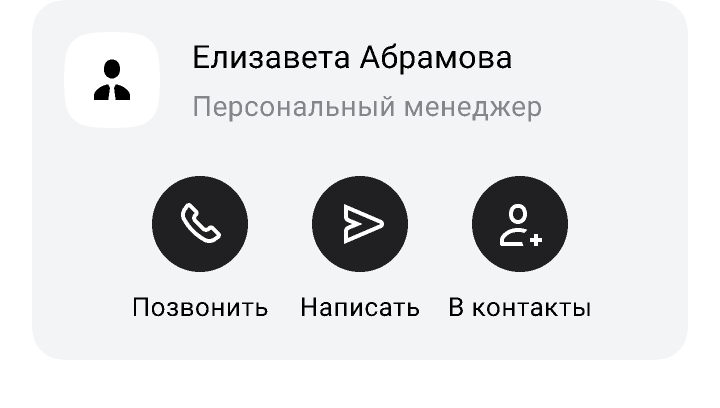 Елизавета Абрамова
Персональный менеджер
Позвонить Написать В контакты